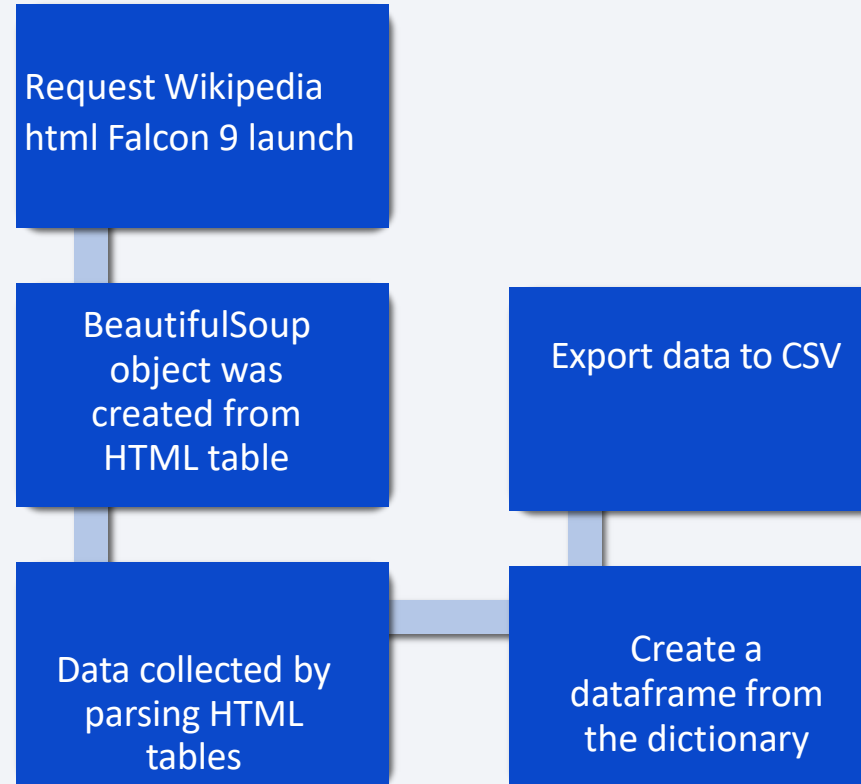 Request Wikipedia
html Falcon 9 launch
BeautifulSoup
object was
created from
HTML table
Data collected by
parsing HTML
tables
Create a
dataframe from
the dictionary
Export data to CSV